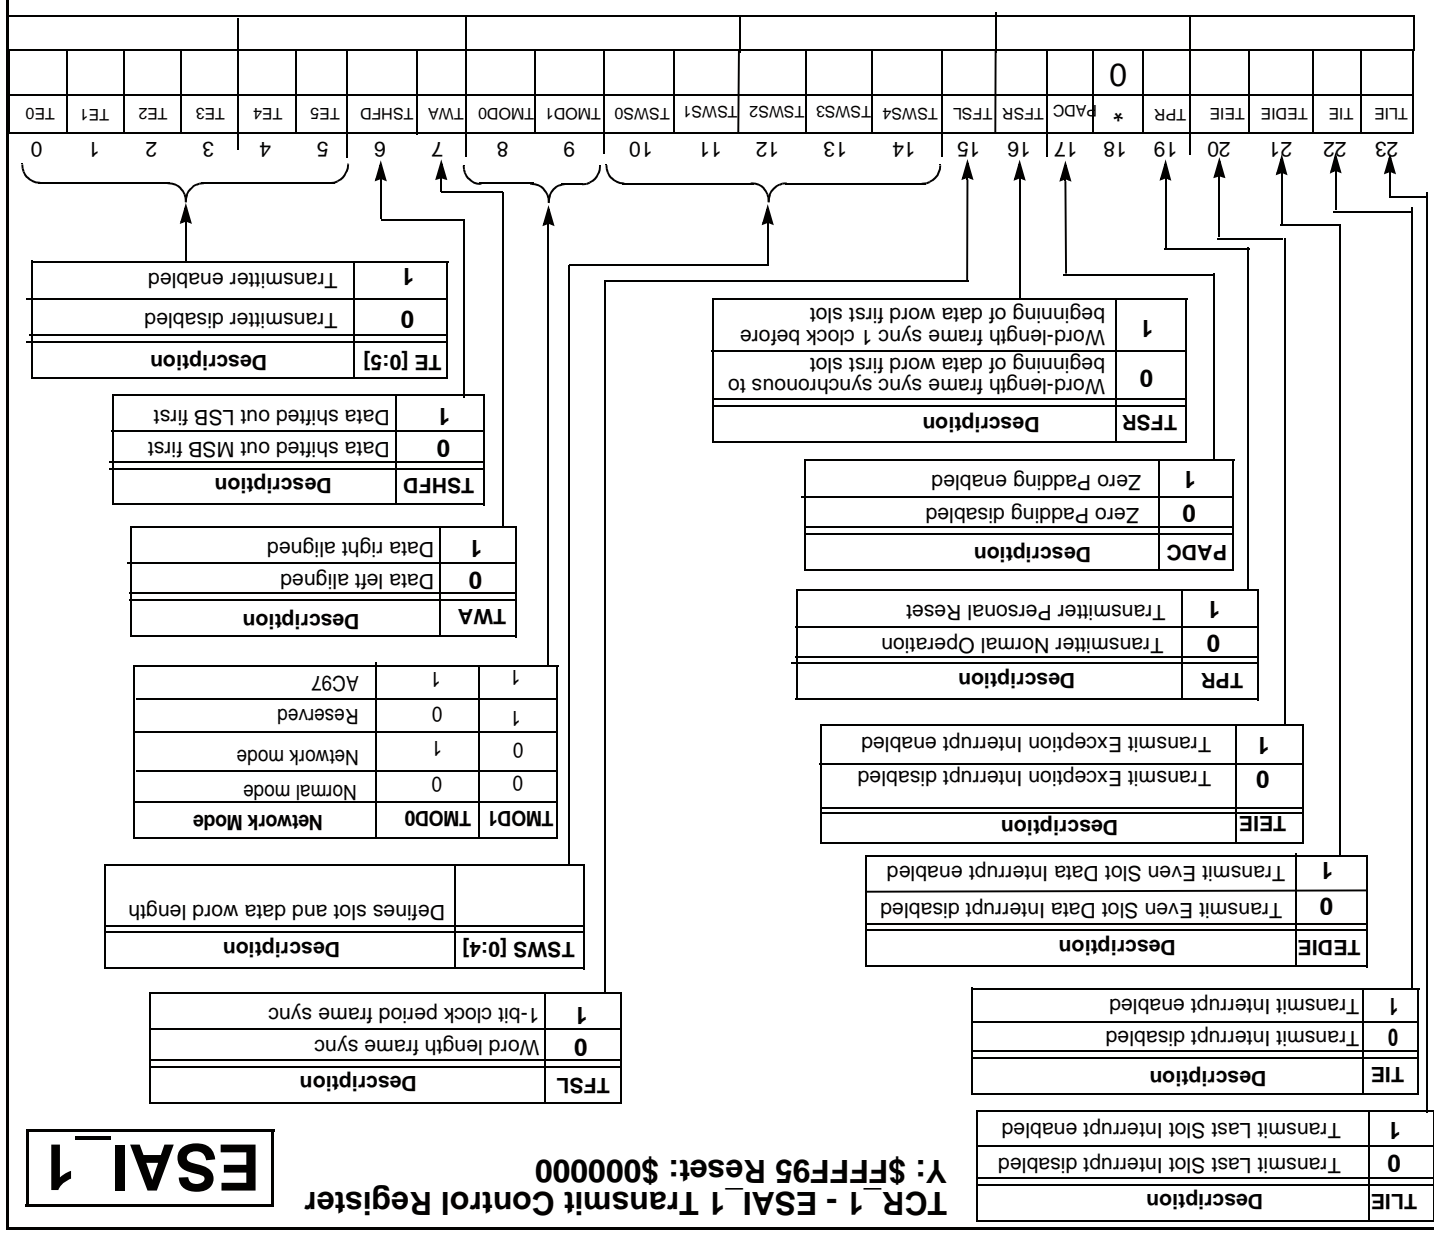 TLIE Description
0 Transmit Last Slot Interrupt disabled
1 Transmit Last Slot Interrupt enabled
TCR_1 - ESAI_1 Transmit Control Register
Y: $FFFF95 Reset: $000000
ESAI_1
TIE Description
0 Transmit Interrupt disabled
1 Transmit Interrupt enabled
TFSL Description
0 Word length frame sync
1 1-bit clock period frame sync
TEDIE Description
0 Transmit Even Slot Data Interrupt disabled
1 Transmit Even Slot Data Interrupt enabled
TSWS [0:4] Description
Defines slot and data word length
TEIE Description
0 Transmit Exception Interrupt disabled
1 Transmit Exception Interrupt enabled
TMOD1 TMOD0 Network Mode
0 0 Normal mode
0 1 Network mode
1 0 Reserved
1 1 AC97
TPR Description
0 Transmitter Normal Operation
1 Transmitter Personal Reset
TWA Description
0 Data left aligned
1 Data right aligned
PADC Description
0 Zero Padding disabled
1 Zero Padding enabled
TSHFD Description
0 Data shifted out MSB first
1 Data shifted out LSB first
TFSR Description
0 Word-length frame sync synchronous to
beginning of data word first slot
1 Word-length frame sync 1 clock before
beginning of data word first slot
TE [0:5] Description
0 Transmitter disabled
1 Transmitter enabled
23 22 21 20 19 18 17 16 15 14 13 12 11 10 9 8 7 6 5 4 3 2 1 0
TLIE TIE TEDIE TEIE TPR * PADC TFSR TFSL TSWS4 TSWS3 TSWS2 TSWS1 TSWS0 TMOD1 TMOD0 TWA TSHFD TE5 TE4 TE3 TE2 TE1 TE0
0